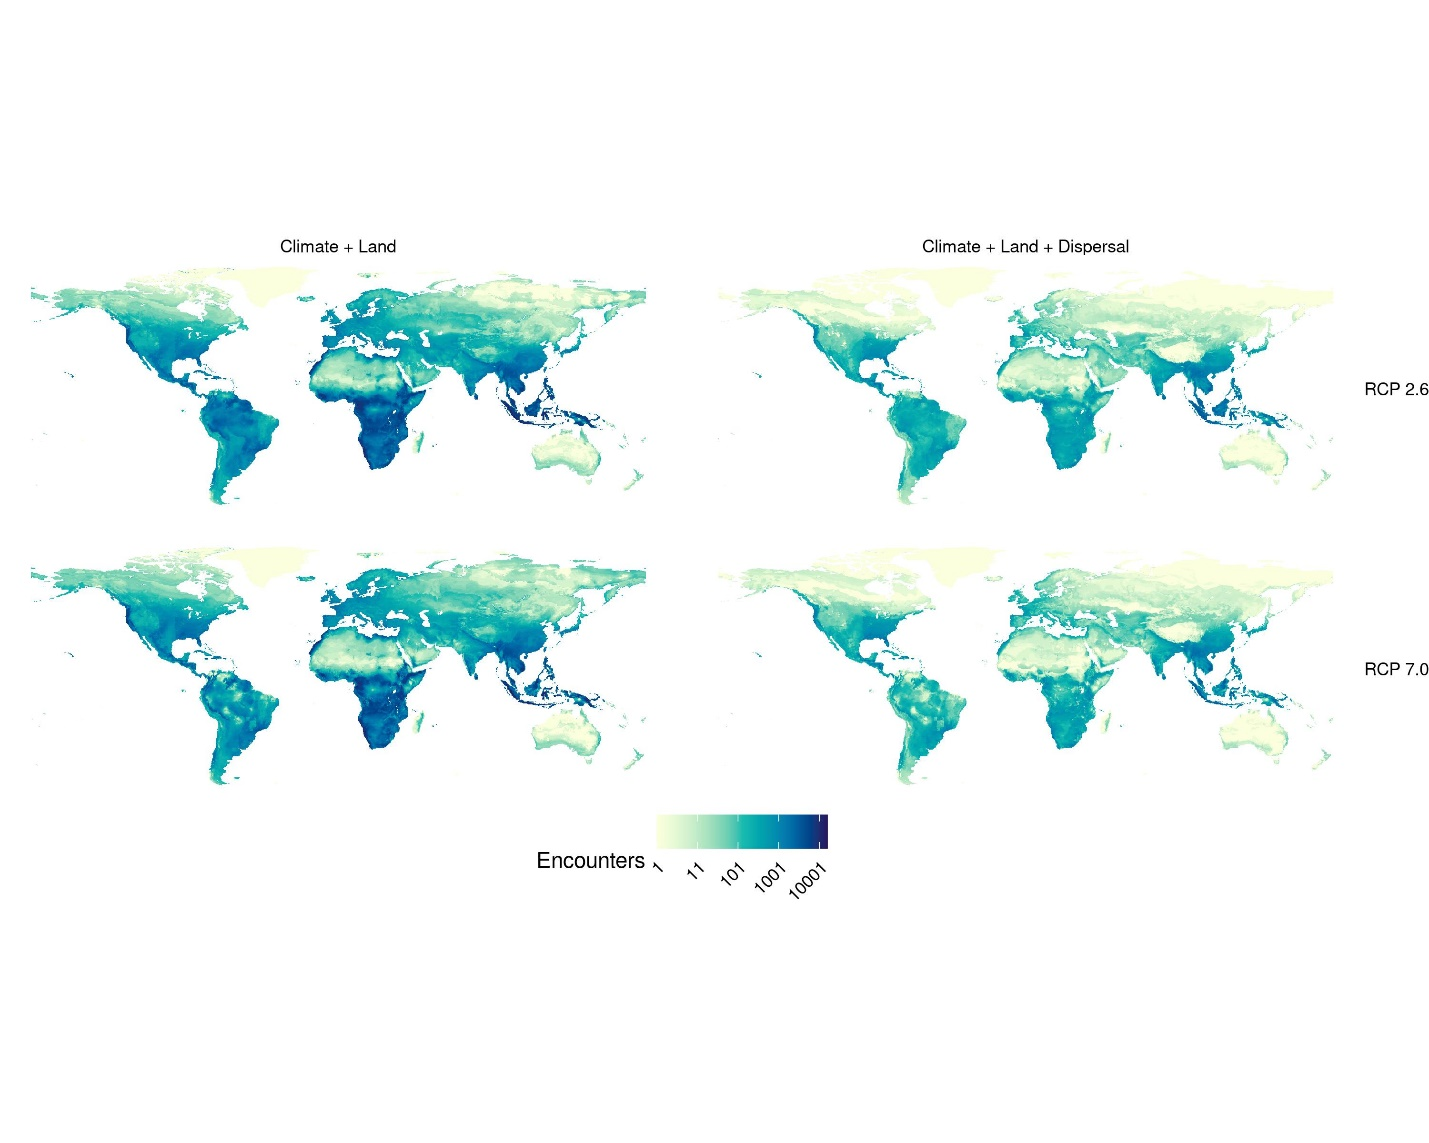 Climate + Land
Climate + Land + Dispersal
RCP 2.6
RCP 7.0
Encounters
1
11
101
1001
10001